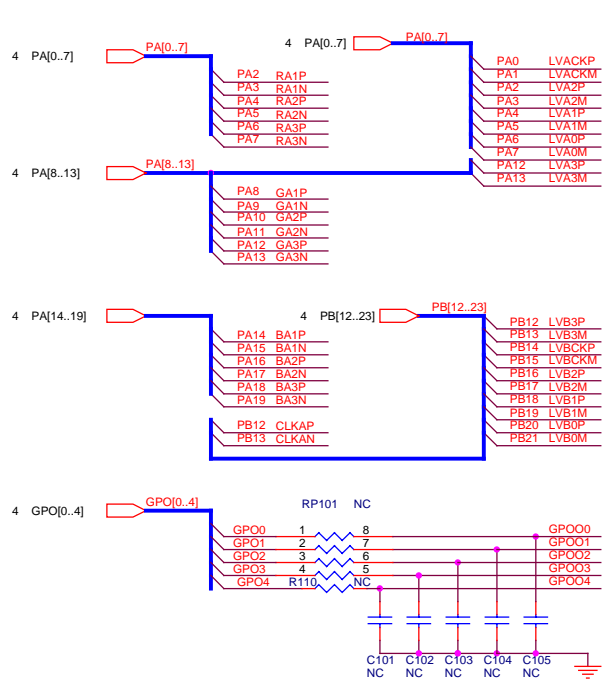 4 PA[0..7] PA[0..7]
PA2 RA1P
PA3 RA1N
PA4 RA2P
PA5 RA2N
PA6 RA3P
PA7 RA3N
4 PA[0..7] PA[0..7]
PA0 LVACKP
PA1 LVACKM
PA2 LVA2P
PA3 LVA2M
PA4 LVA1P
PA5 LVA1M
PA6 LVA0P
PA7 LVA0M
PA12 LVA3P
PA13 LVA3M
4 PA[8..13] PA[8..13]
PA8 GA1P
PA9 GA1N
PA10 GA2P
PA11 GA2N
PA12 GA3P
PA13 GA3N
4 PA[14..19]
PA14 BA1P
PA15 BA1N
PA16 BA2P
PA17 BA2N
PA18 BA3P
PA19 BA3N
PB12 CLKAP
PB13 CLKAN
4 PB[12..23] PB[12..23]
PB12 LVB3P
PB13 LVB3M
PB14 LVBCKP
PB15 LVBCKM
PB16 LVB2P
PB17 LVB2M
PB18 LVB1P
PB19 LVB1M
PB20 LVB0P
PB21 LVB0M
4 GPO[0..4] GPO[0..4]
RP101 NC
GPO0 1 8 GPOO0
GPO1 2 7 GPOO1
GPO2 3 6 GPOO2
GPO3 4 5 GPOO3
GPO4 R110 NC GPOO4
C101 C102 C103 C104 C105
NC NC NC NC NC